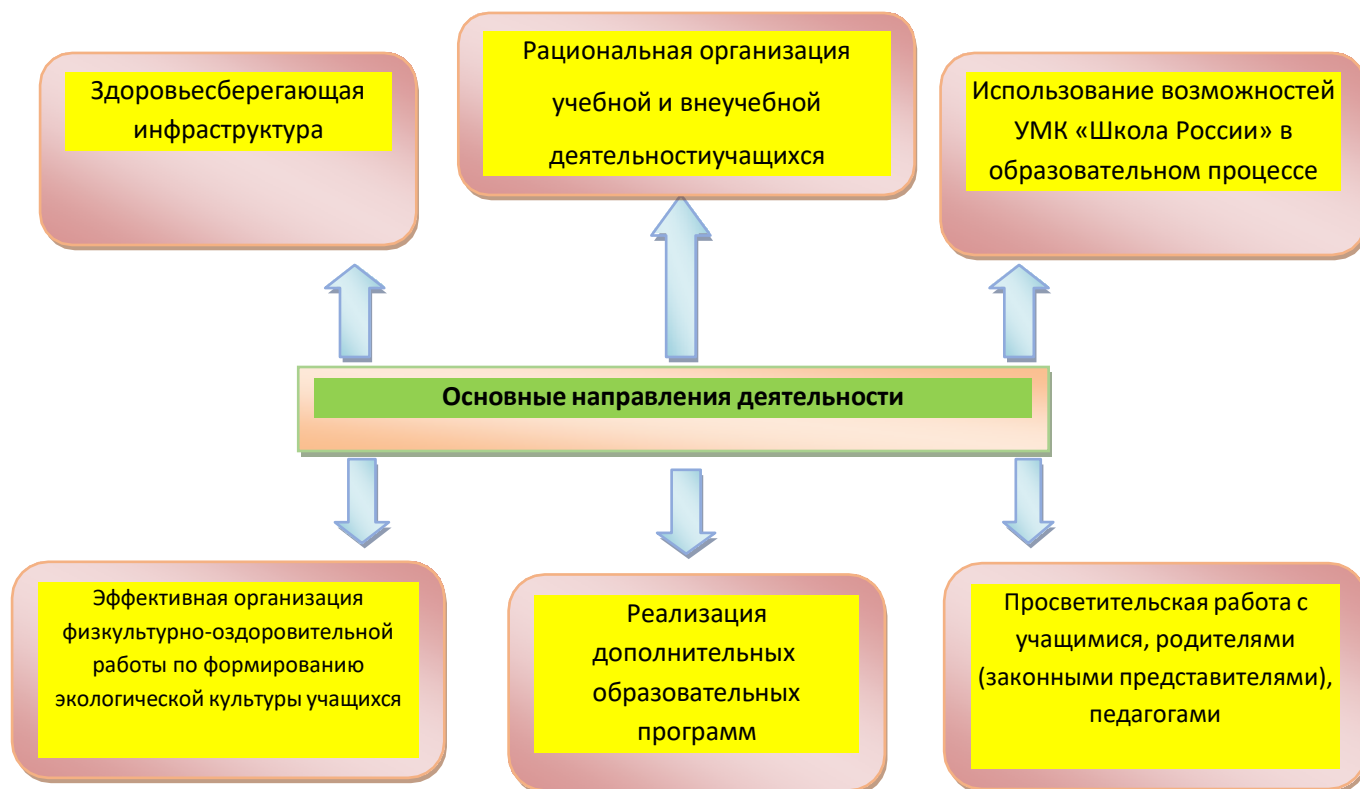 Здоровьесберегающая
инфраструктура
Рациональная организация
учебной и внеучебной
деятельностиучащихся
Использование возможностей
УМК «Школа России» в
образовательном процессе
Основные направления деятельности
Эффективная организация
физкультурно-оздоровительной
работы по формированию
экологической культуры учащихся
Реализация
дополнительных
образовательных
программ
Просветительская работа с
учащимися, родителями
(законными представителями),
педагогами